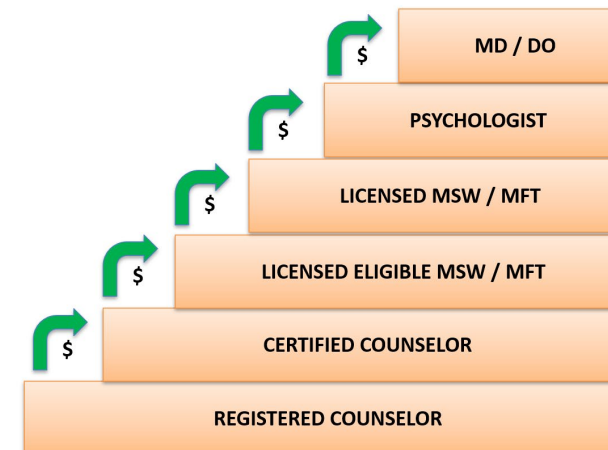 MD / DO
$
PSYCHOLOGIST
$
LICENSED MSW / MFT
$
LICENSED ELIGIBLE MSW / MFT
$
CERTIFIED COUNSELOR
$
REGISTERED COUNSELOR